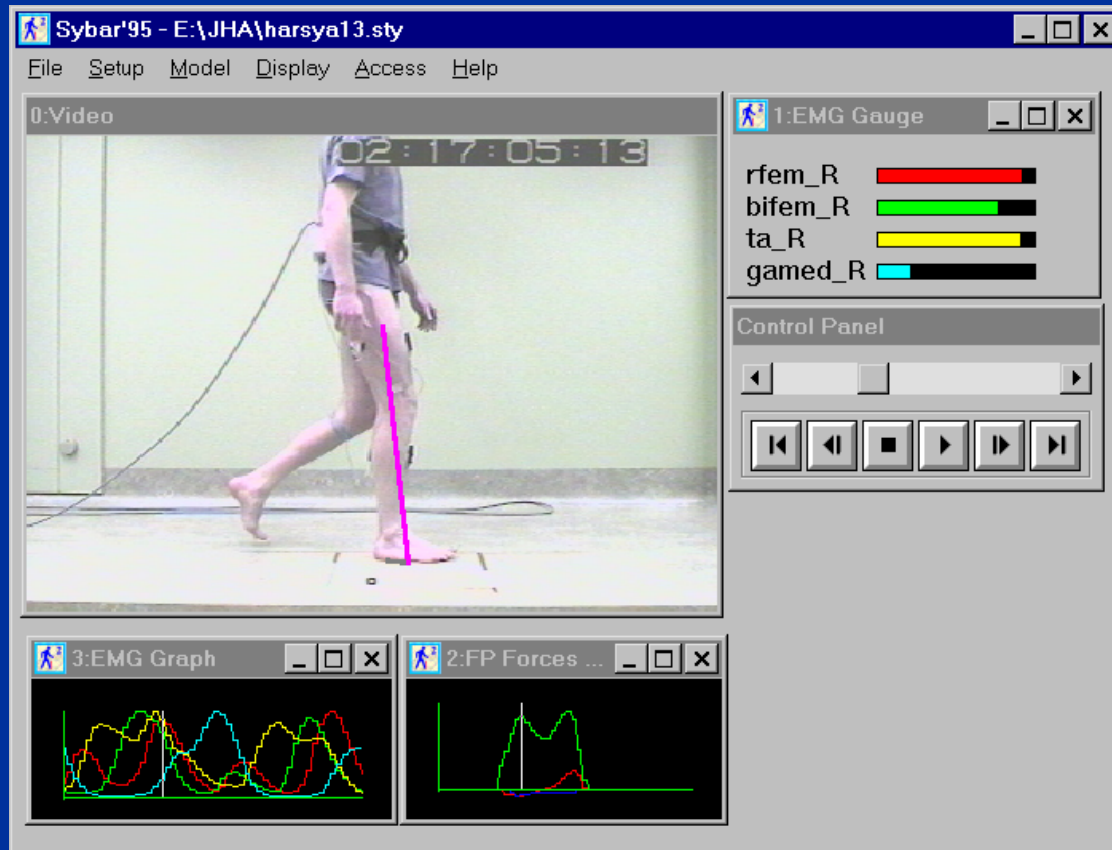 Sybar'95 - E:\JHA\harsya13.sty
File Setup Model Display Access Help
0:Video
02:17:05:13
1:EMG Gauge
rfem_R
bifem_R
ta_R
gamed_R
Control Panel
3:EMG Graph
2:FP Forces ...